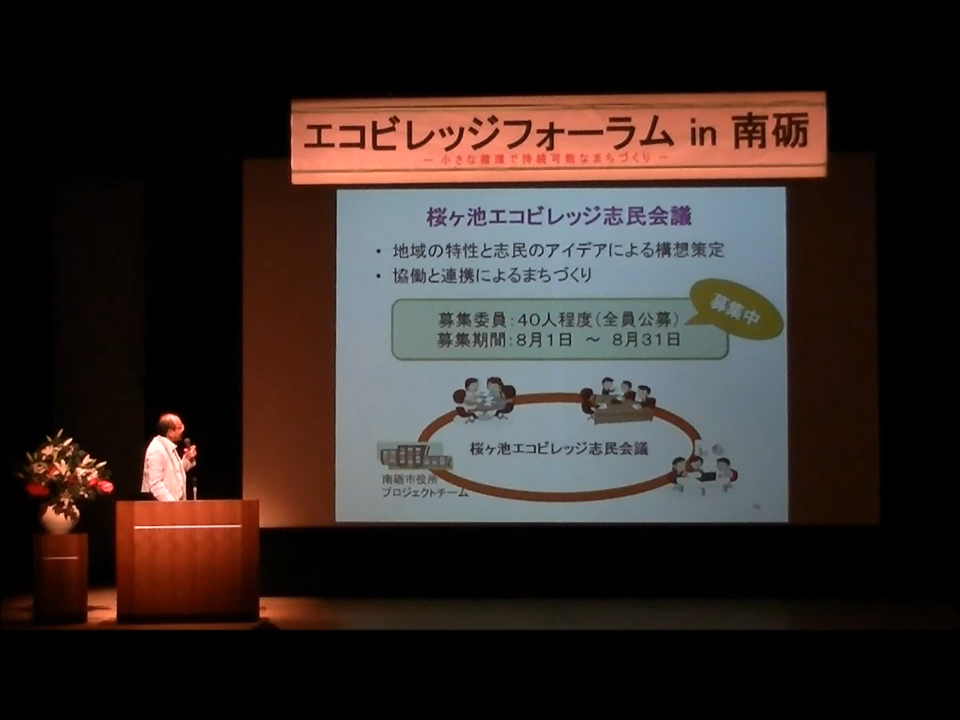 エコビレッジフォーラム in 南砺
― 小さな循環で持続可能なまちづくり ―
桜ヶ池エコビレッジ志民会議
・ 地域の特性と志民のアイデアによる構想策定
・ 協働と連携によるまちづくり
募集中
募集委員：40人程度（全員公募）
募集期間：8月1日 ～ 8月31日
桜ヶ池エコビレッジ志民会議
南砺市役所
プロジェクトチーム